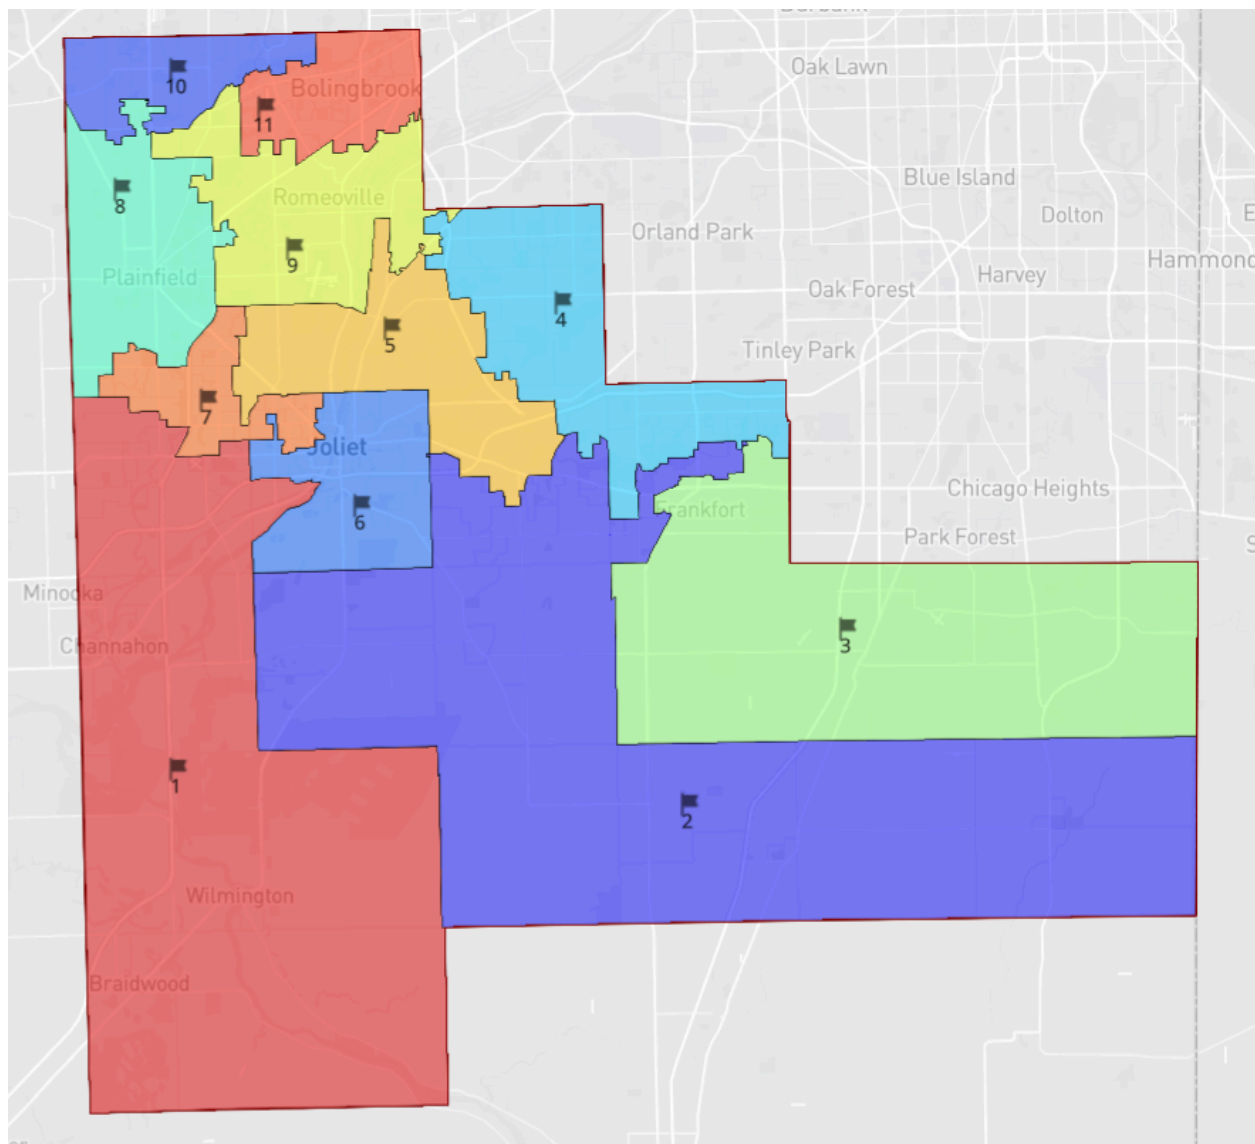 Oak Lawn
10
Bolingbrook
11
Blue Island
8
Romeoville
Dolton
Orland Park
9
Hammond
Plainfield
Harvey
Oak Forest
4
5
Tinley Park
7
Joliet
Chicago Heights
6
Frankfort
Park Forest
Minooka
Channahon
3
1
2
Wilmington
Braidwood